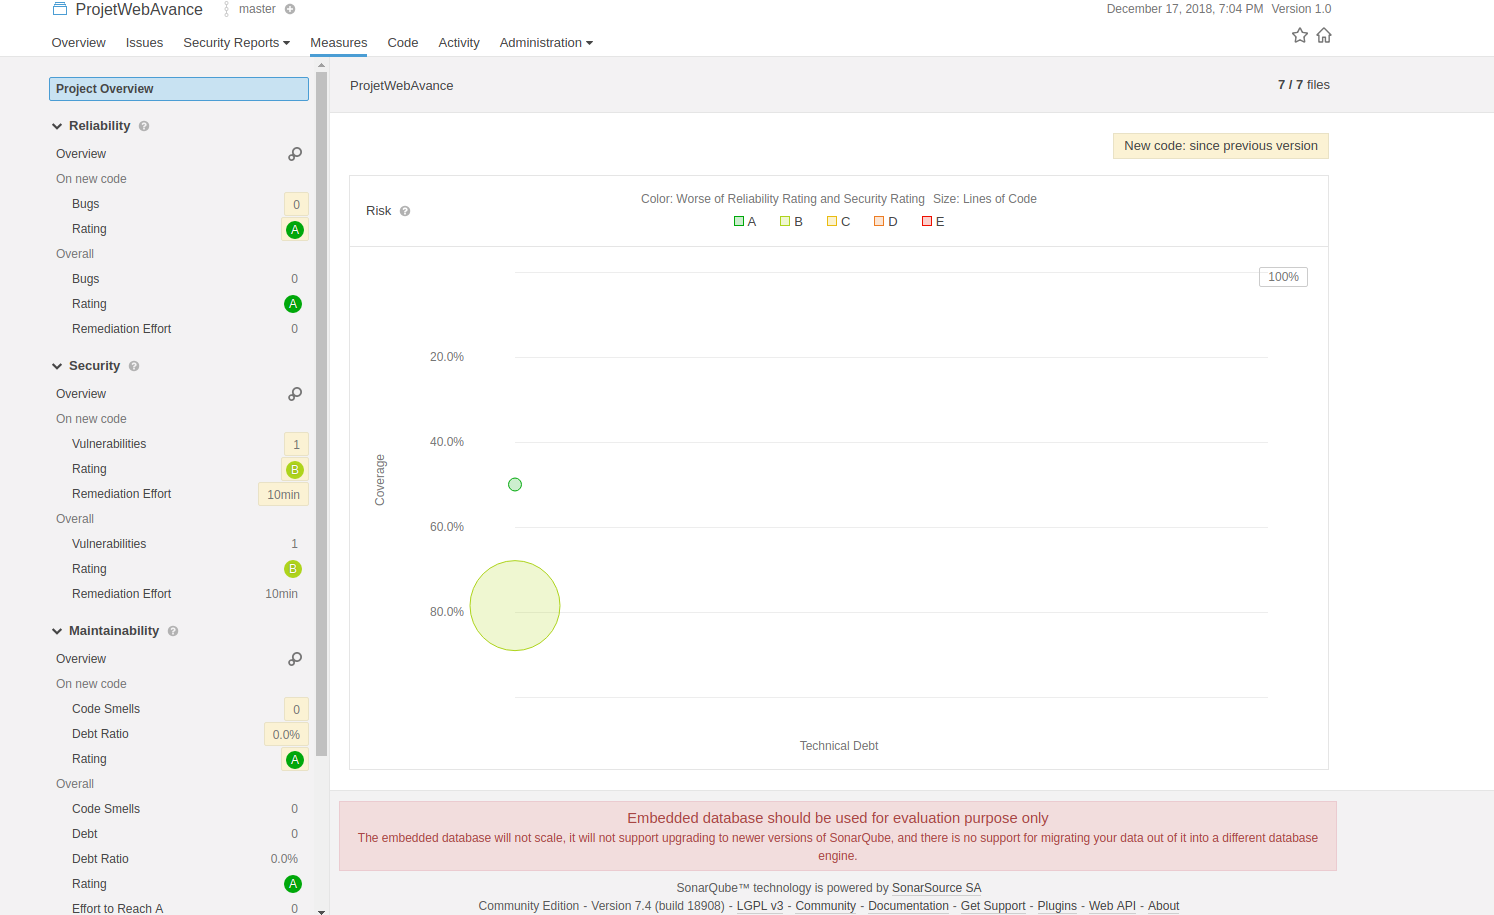 ProjetWebAvance master
December 17, 2018, 7:04 PM Version 1.0
Overview Issues Security Reports Measures Code Activity Administration
Project Overview
Reliability
Overview
On new code
Bugs 0
Rating A
Overall
Bugs 0
Rating A
Remediation Effort 0
Security
Overview
On new code
Vulnerabilities 1
Rating B
Remediation Effort 10min
Overall
Vulnerabilities 1
Rating B
Remediation Effort 10min
Maintainability
Overview
On new code
Code Smells 0
Debt Ratio 0.0%
Rating A
Overall
Code Smells 0
Debt 0
Debt Ratio 0.0%
Rating A
Effort to Reach A 0
ProjetWebAvance 7 / 7 files
New code: since previous version
Risk
Color: Worse of Reliability Rating and Security Rating Size: Lines of Code
A B C D E
100%
20.0%
40.0%
60.0%
80.0%
Coverage
Technical Debt
Embedded database should be used for evaluation purpose only
The embedded database will not scale, it will not support upgrading to newer versions of SonarQube, and there is no support for migrating your data out of it into a different database
engine.
SonarQube™ technology is powered by SonarSource SA
Community Edition - Version 7.4 (build 18908) - LGPL v3 - Community - Documentation - Get Support - Plugins - Web API - About